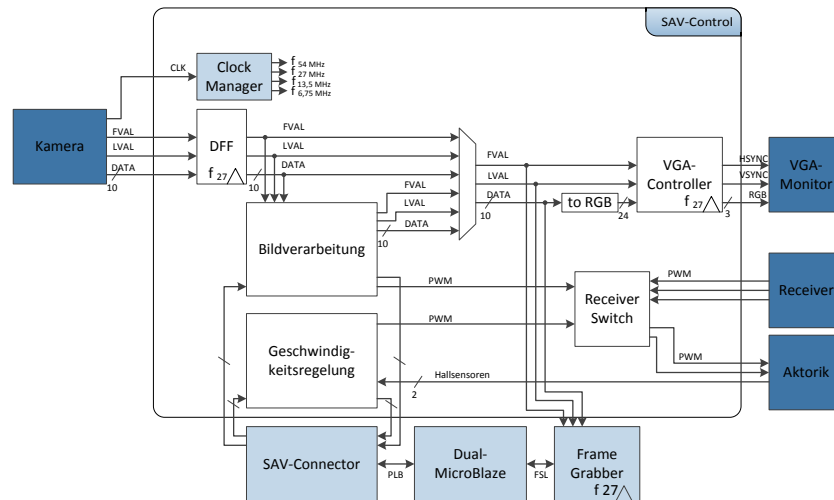 SAV-Control
CLK
Clock
Manager
f 54 MHz
f 27 MHz
f 13,5 MHz
f 6,75 MHz
Kamera
FVAL
LVAL
DATA
10
DFF
f 27
10
FVAL
LVAL
DATA
FVAL
LVAL
DATA
10
FVAL
LVAL
DATA
10
to RGB
24
VGA-
Controller
f 27
3
HSYNC
VSYNC
RGB
VGA-
Monitor
Bildverarbeitung
PWM
Receiver
Switch
PWM
Receiver
PWM
Geschwindig-
keitsregelung
PWM
Aktorik
Hallsensoren
2
SAV-Connector
PLB
Dual-
MicroBlaze
FSL
Frame
Grabber
f 27